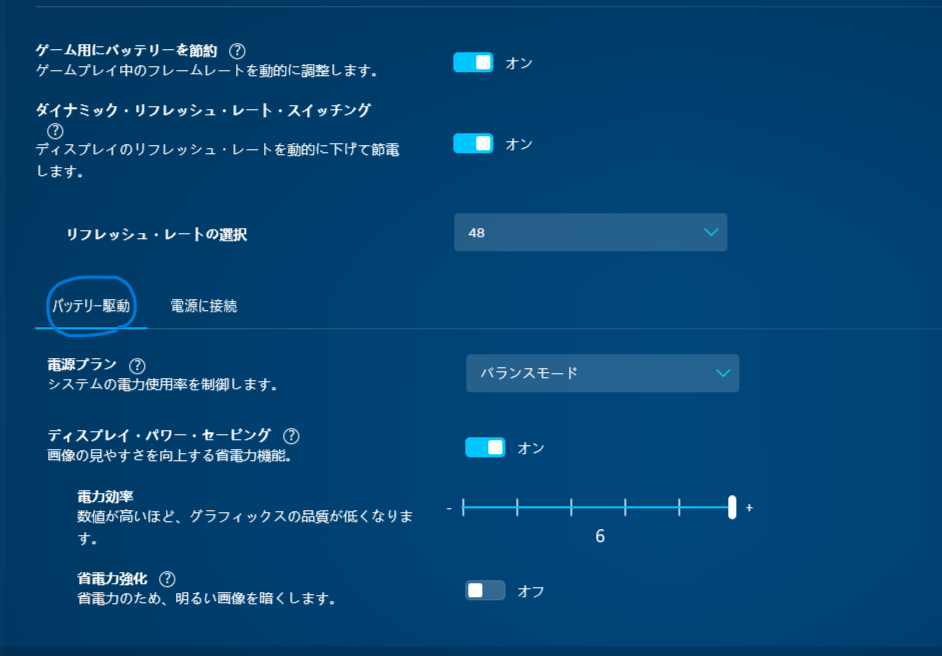 ゲーム用にバッテリーを節約 ?
ゲームプレイ中のフレームレートを動的に調整します。
オン
ダイナミック・リフレッシュ・レート・スイッチング
?
ディスプレイのリフレッシュ・レートを動的に下げて節電
します。
オン
リフレッシュ・レートの選択
48
バッテリー駆動 電源に接続
電源プラン ?
システムの電力使用率を制御します。
バランスモード
ディスプレイ・パワー・セービング ?
画像の見やすさを向上する省電力機能。
オン
電力効率
数値が高いほど、グラフィックスの品質が低くなりま
す。
- +
6
省電力強化 ?
省電力のため、明るい画像を暗くします。
オフ